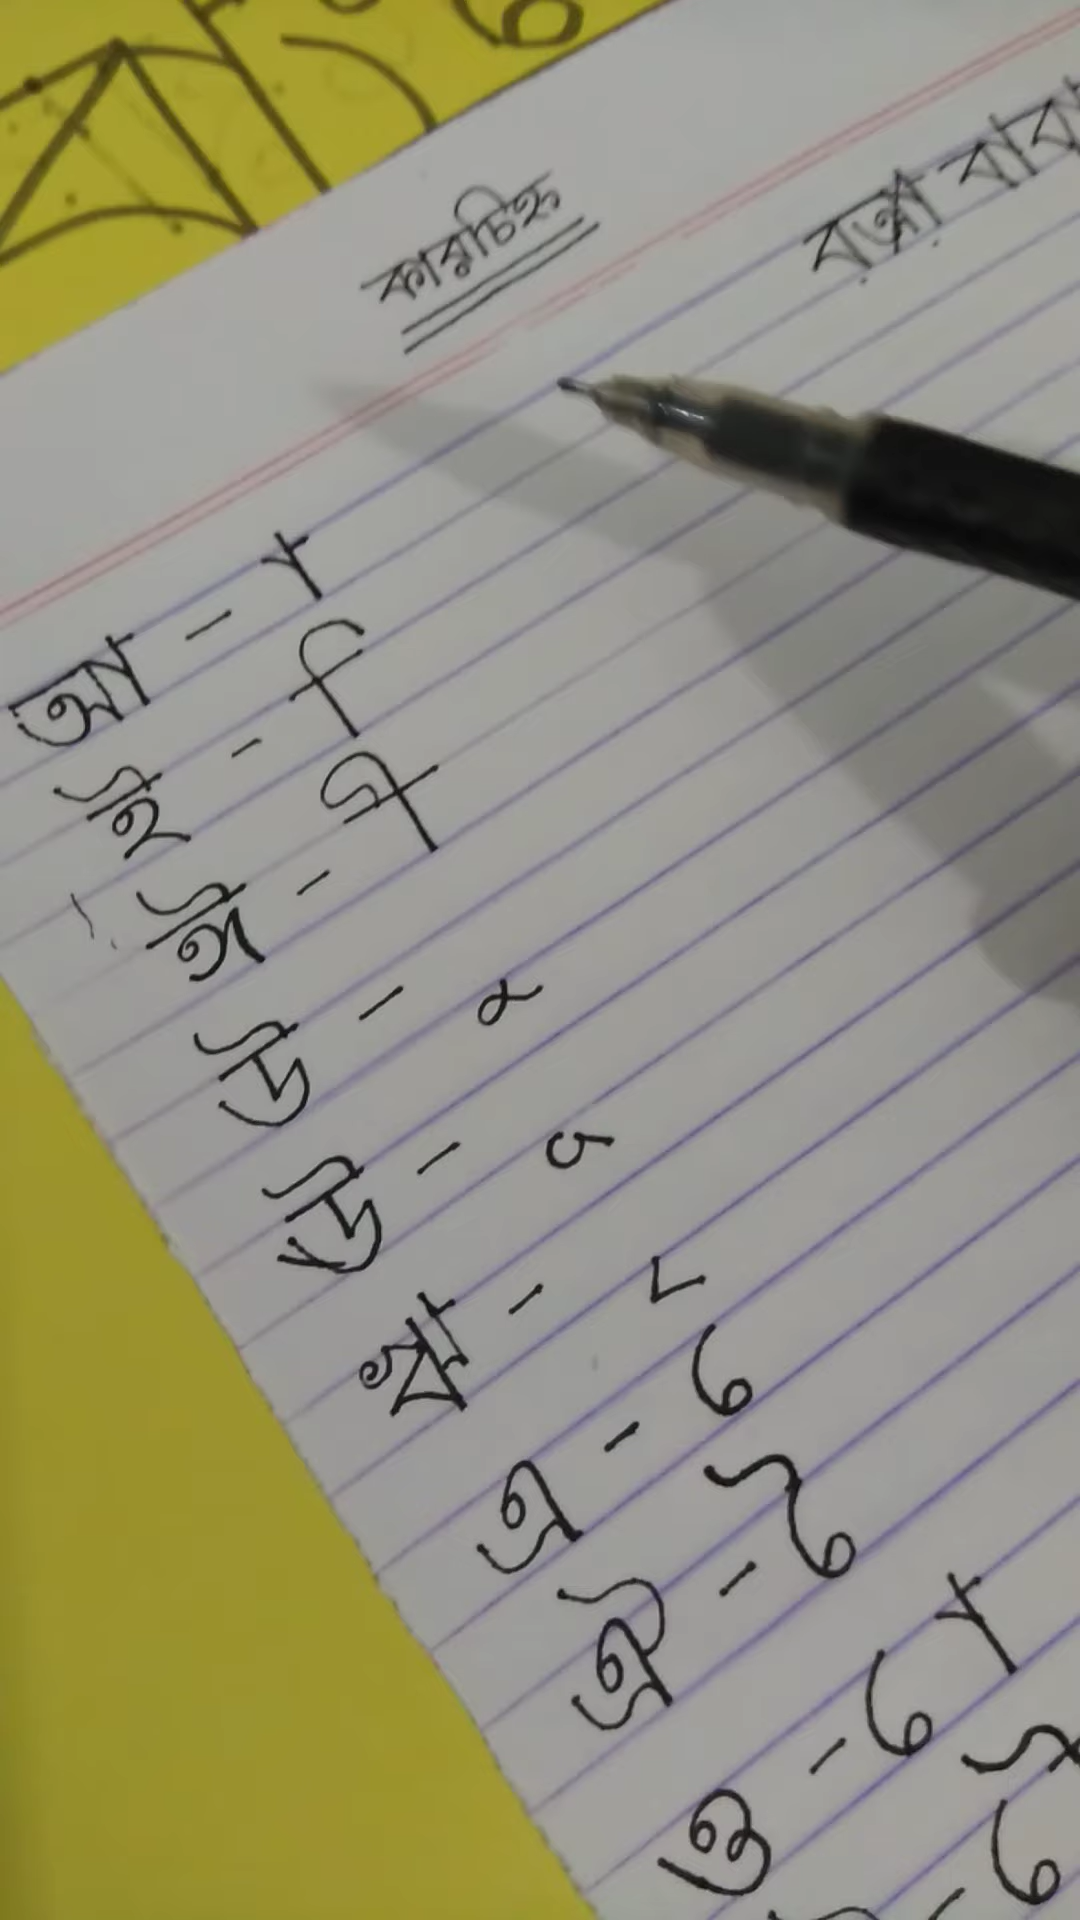 কারচিহ্ন
আ - া
ই - ি
ঈ - ী
উ - ু
ঊ - ূ
ঋ - ৃ
এ - ে
ঐ - ৈ
ও - ো